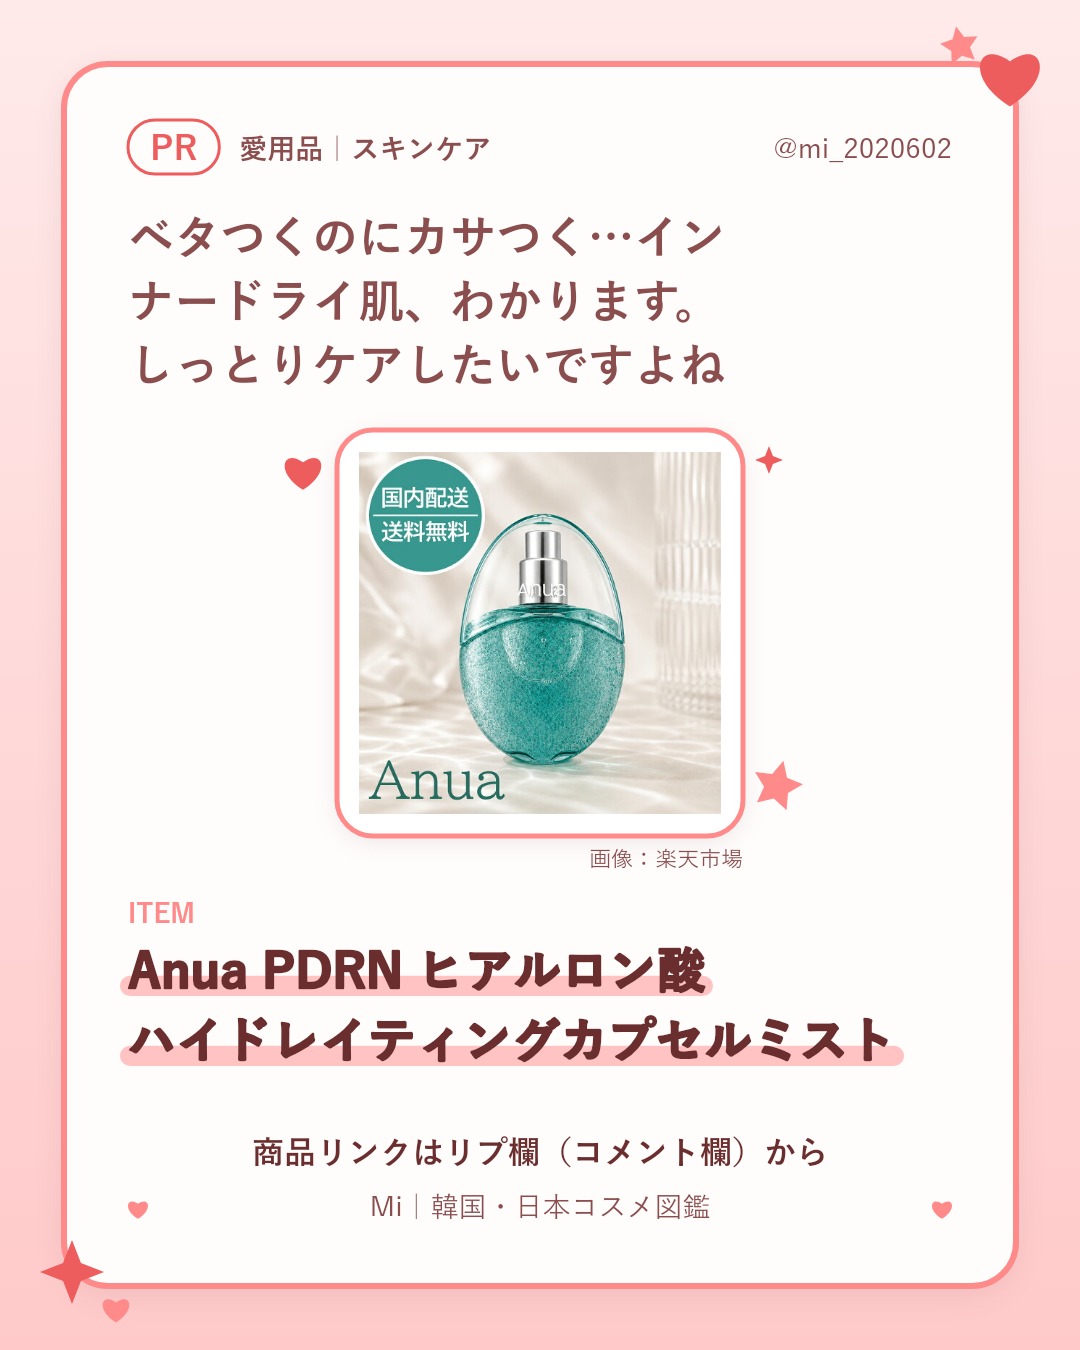 PR 愛用品｜スキンケア @mi_2020602
ベタつくのにカサつく…イン
ナードライ肌、わかります。
しっとりケアしたいですよね
国内配送
送料無料
Anua
Anua
画像：楽天市場
ITEM
Anua PDRN ヒアルロン酸
ハイドレイティングカプセルミスト
商品リンクはリプ欄（コメント欄）から
Mi｜韓国・日本コスメ図鑑